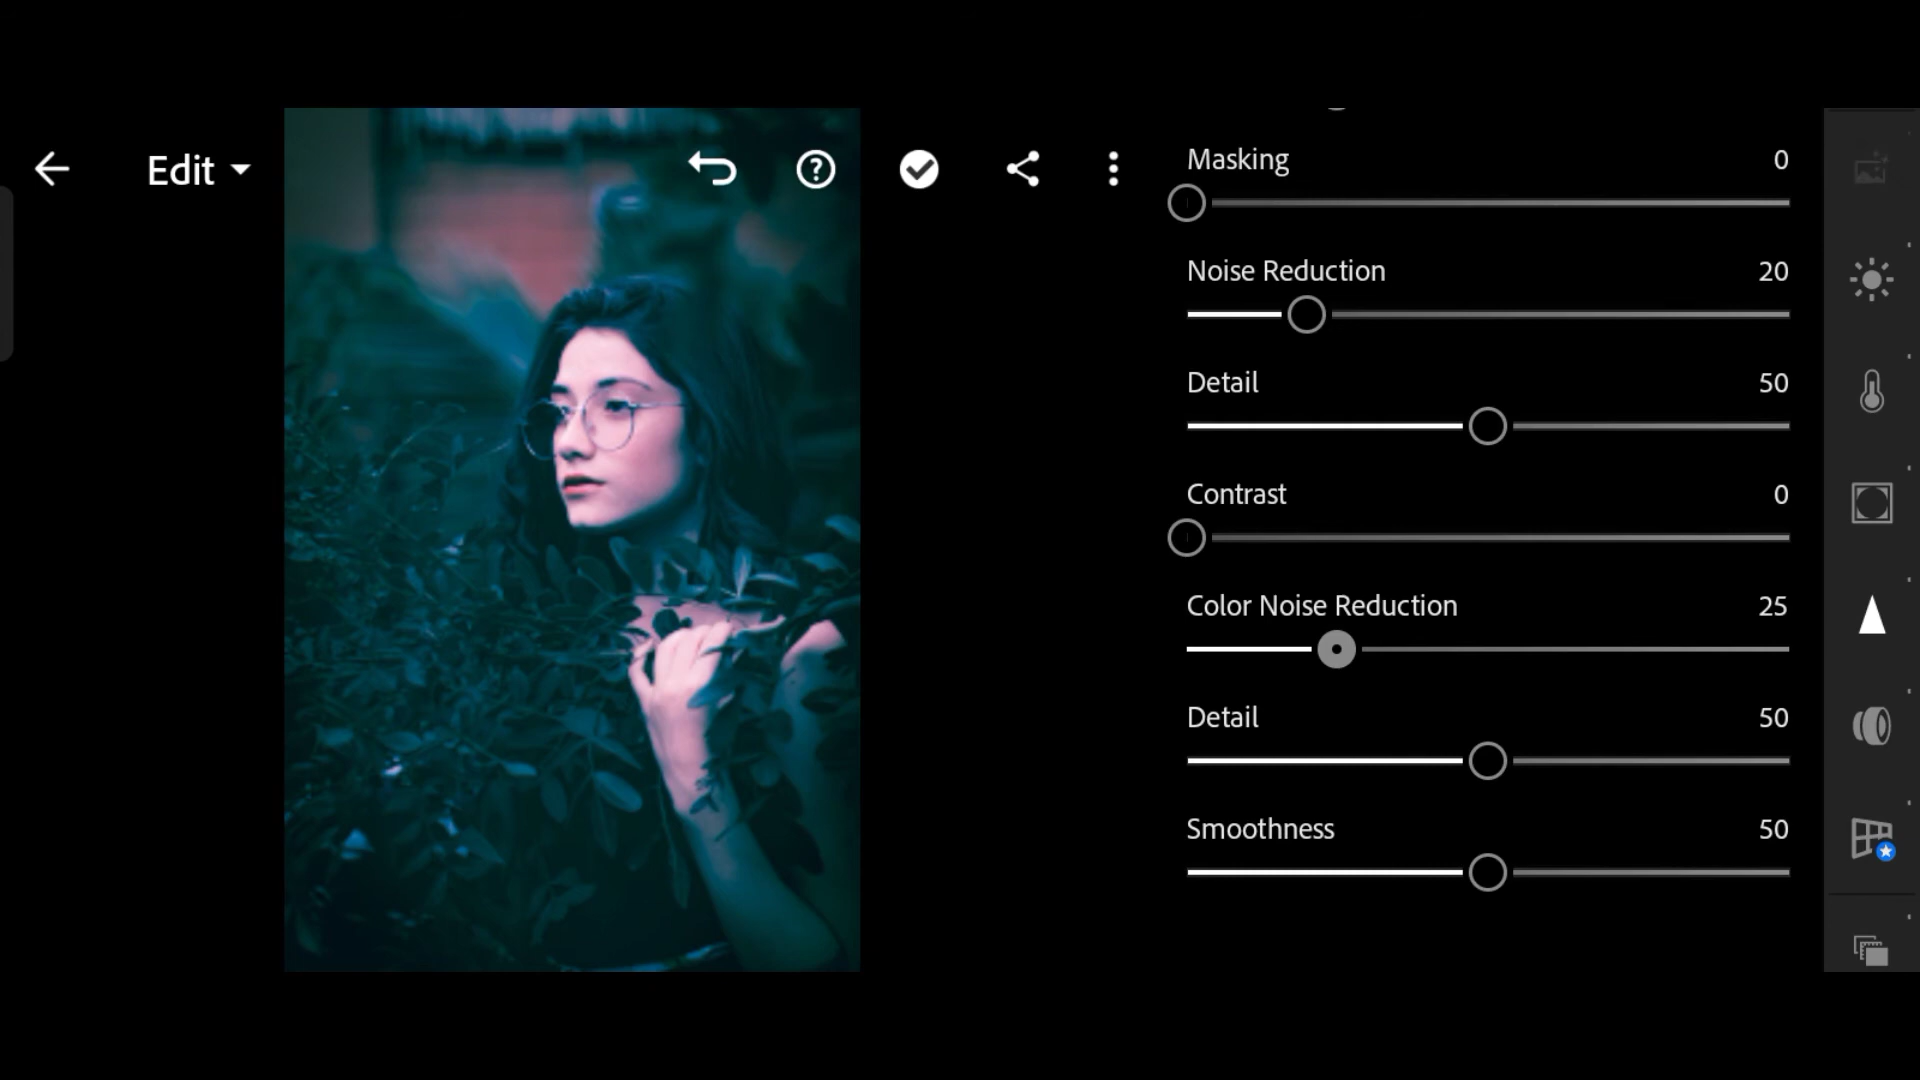 Edit
Masking 0
Noise Reduction 20
Detail 50
Contrast 0
Color Noise Reduction 25
Detail 50
Smoothness 50